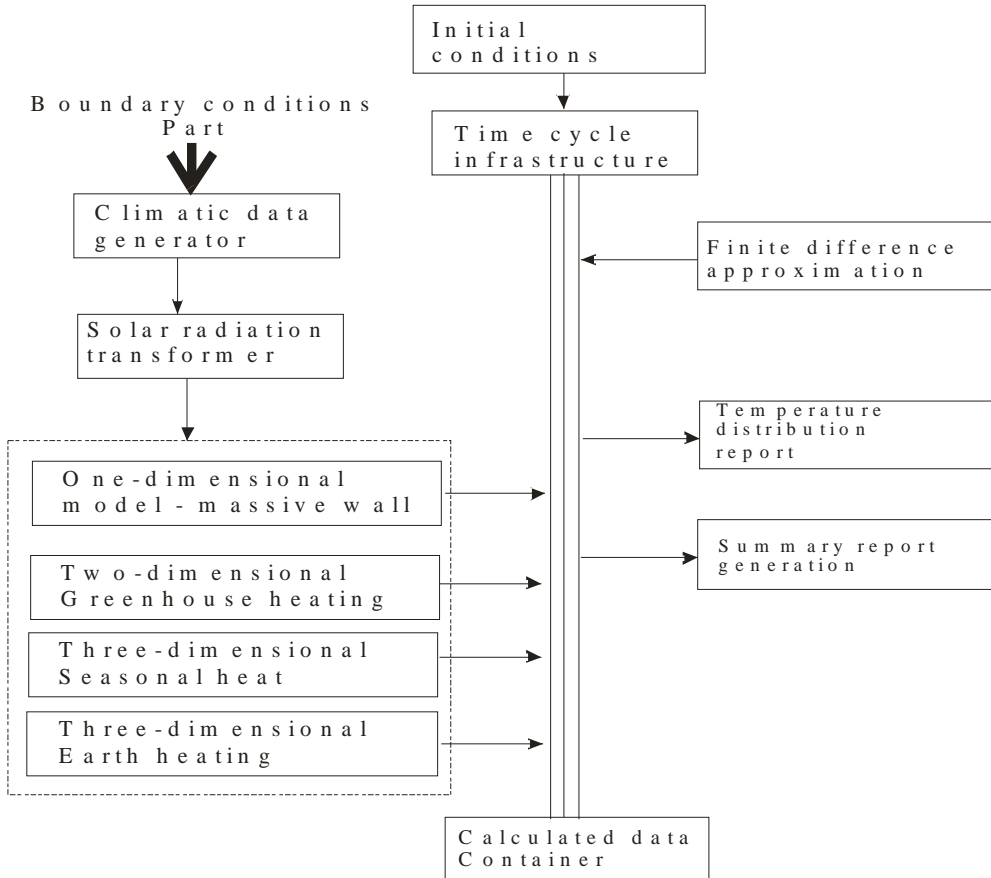 Initial
conditions
Boundary conditions
Part
Time cycle
infrastructure
Climatic data
generator
Finite difference
approximation
Solar radiation
transformer
Temperature
distribution
report
One-dimensional
model - massive wall
Summary report
generation
Two-dimensional
Greenhouse heating
Three-dimensional
Seasonal heat
Three-dimensional
Earth heating
Calculated data
Container